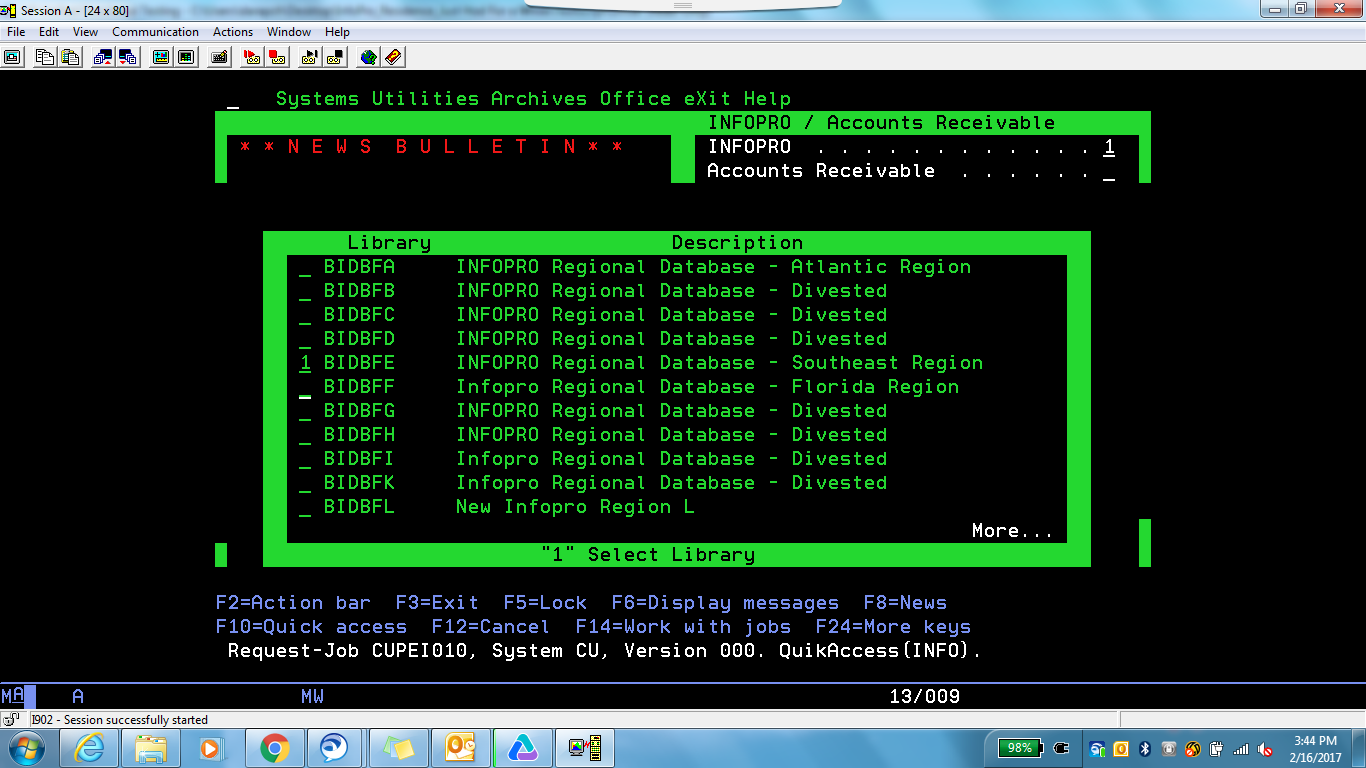 Session A - [24 x 80]
File Edit View Communication Actions Window Help
Systems Utilities Archives Office eXit Help
INFOPRO / Accounts Receivable
* * N E W S B U L L E T I N * *
INFOPRO . . . . . . . . . . . . 1
Accounts Receivable . . . . . . _
Library Description
_ BIDBFA INFOPRO Regional Database - Atlantic Region
_ BIDBFB INFOPRO Regional Database - Divested
_ BIDBFC INFOPRO Regional Database - Divested
_ BIDBFD INFOPRO Regional Database - Divested
1 BIDBFE INFOPRO Regional Database - Southeast Region
_ BIDBFF Infopro Regional Database - Florida Region
_ BIDBFG INFOPRO Regional Database - Divested
_ BIDBFH INFOPRO Regional Database - Divested
_ BIDBFI Infopro Regional Database - Divested
_ BIDBFK Infopro Regional Database - Divested
_ BIDBFL New Infopro Region L
More...
"1" Select Library
F2=Action bar F3=Exit F5=Lock F6=Display messages F8=News
F10=Quick access F12=Cancel F14=Work with jobs F24=More keys
Request-Job CUPEIO10, System CU, Version 000. QuikAccess(INFO).
MA A MW 13/009
I902 - Session successfully started
98%
3:44 PM
2/16/2017